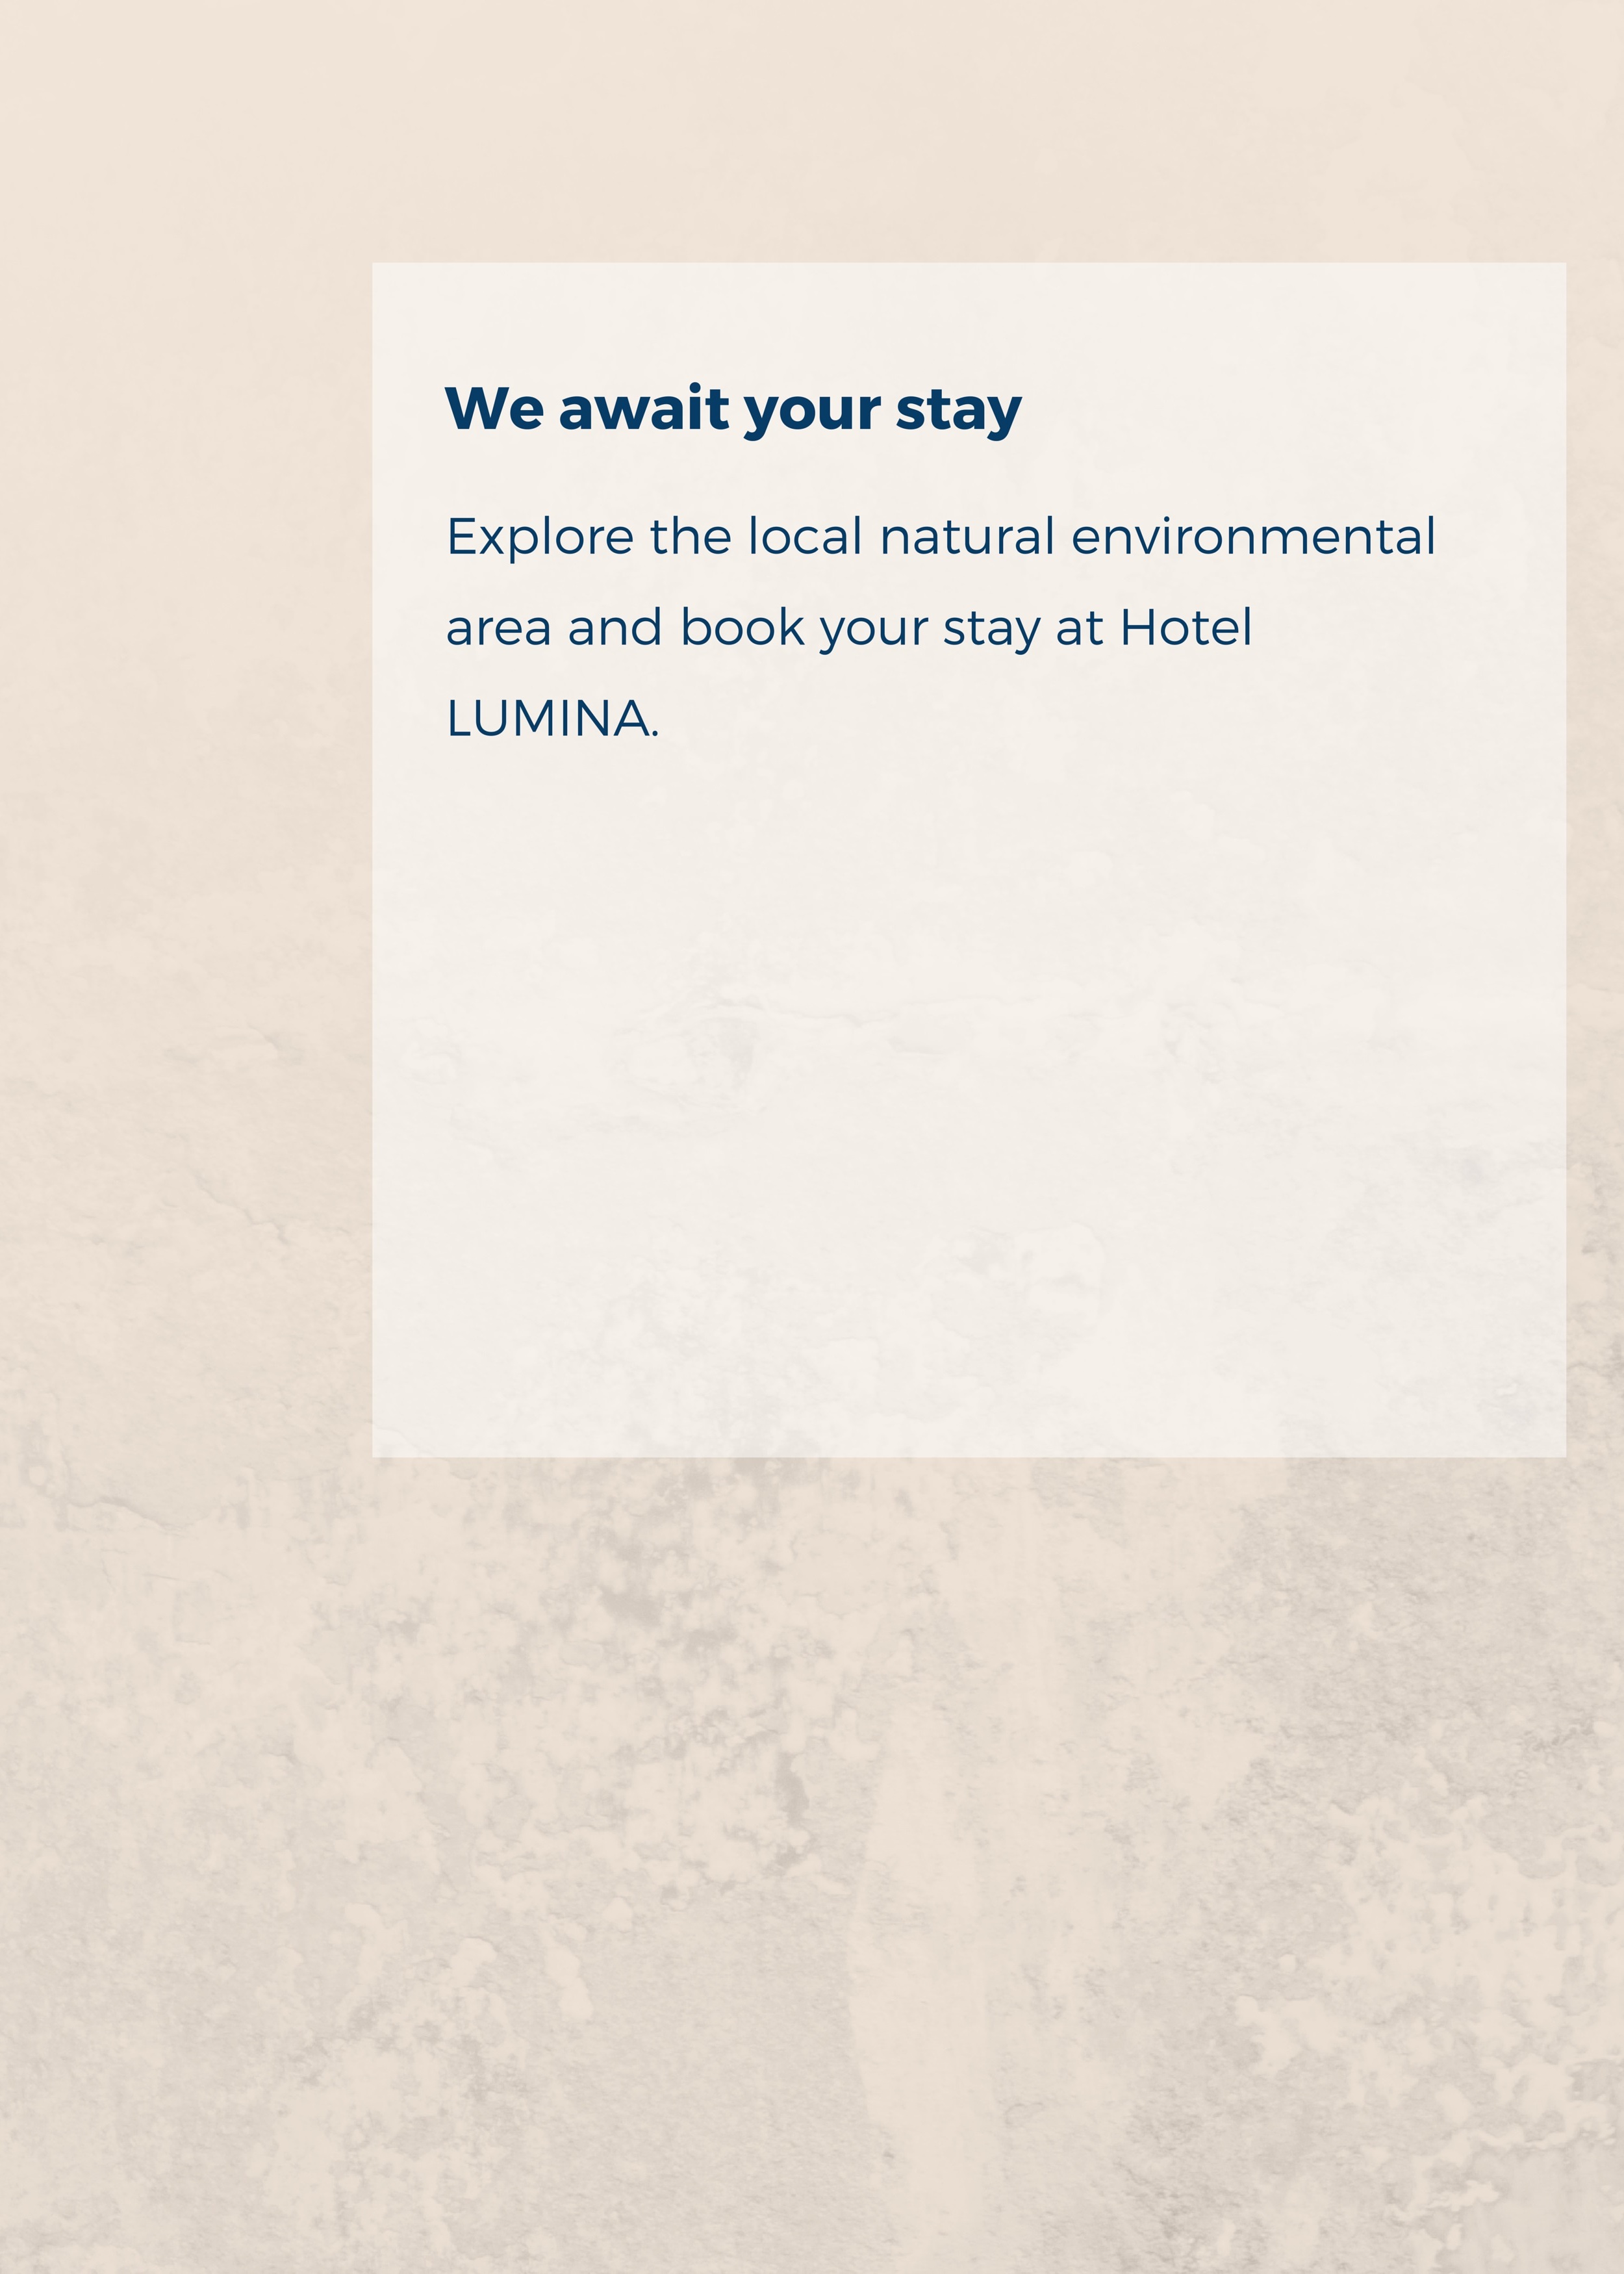 We await your stay
Explore the local natural environmental
area and book your stay at Hotel
LUMINA.